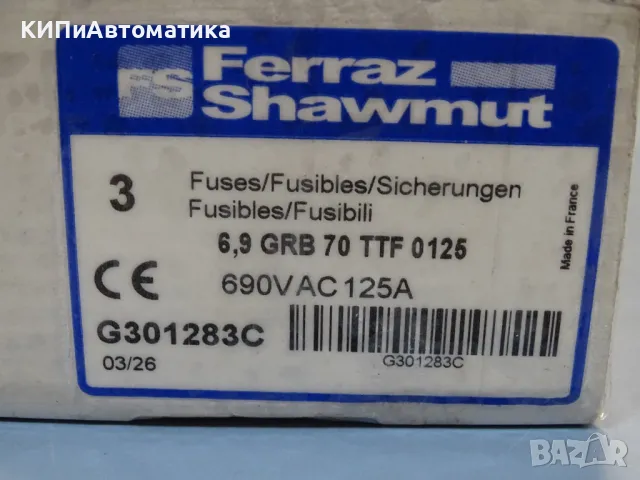 КИПиАвтоматика
FS Ferraz
Shawmut
3 Fuses/Fusibles/Sicherungen
Fusibles/Fusibili
6,9 GRB 70 TTF 0125
690VAC125A
CE
G301283C
03/26
G301283C
Made in France
BAZAR